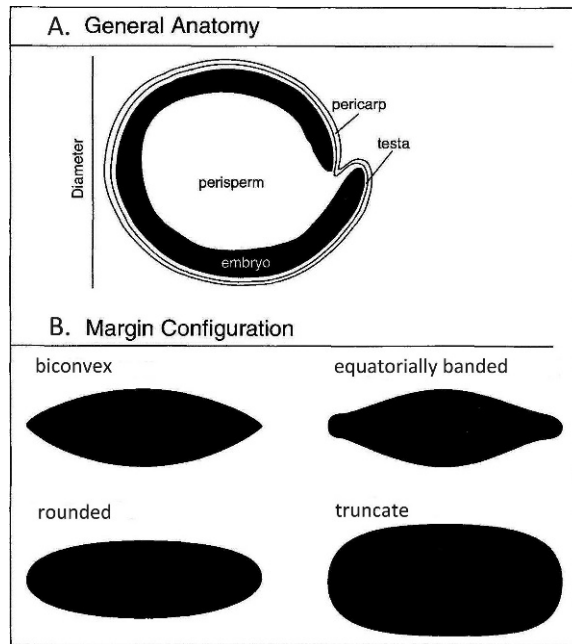 A. General Anatomy
pericarp
testa
Diameter
perisperm
embryo
B. Margin Configuration
biconvex
equatorially banded
rounded
truncate